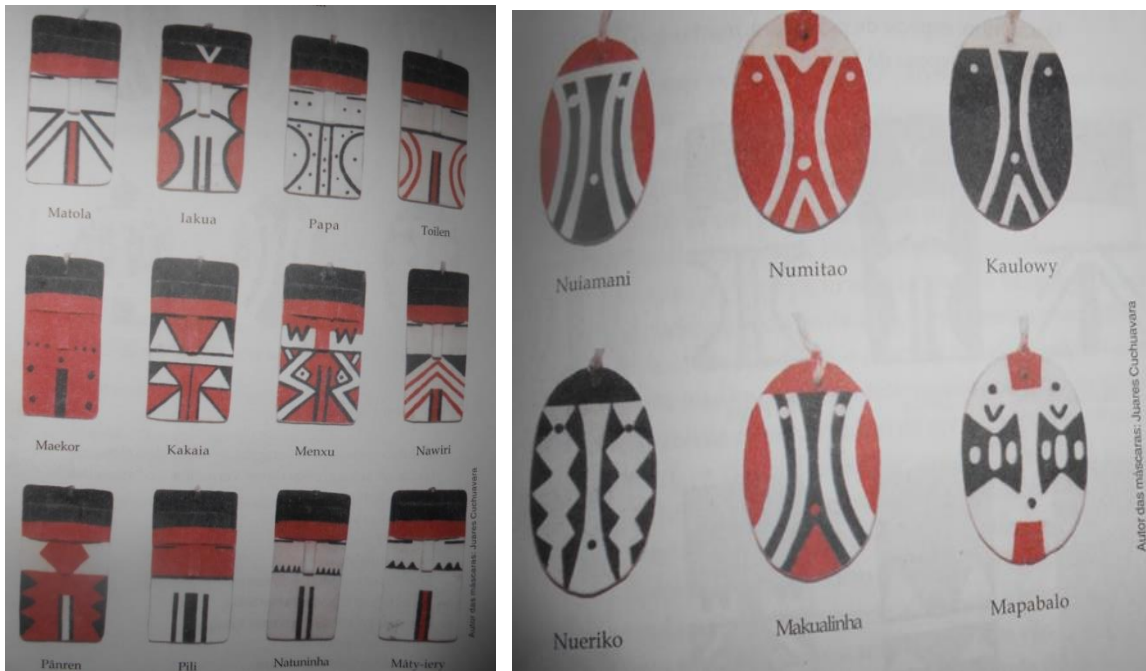 Matola
Iakua
Papa
Toilen
Maekor
Kakaia
Menxu
Nawiri
Pãnren
Pili
Natuninha
Máty-iery
Autor das máscaras: Juares Cuchuavara
Nuiamani
Numitao
Kaulowy
Nueriko
Makualinha
Mapabalo
Autor das máscaras: Juares Cuchuavara